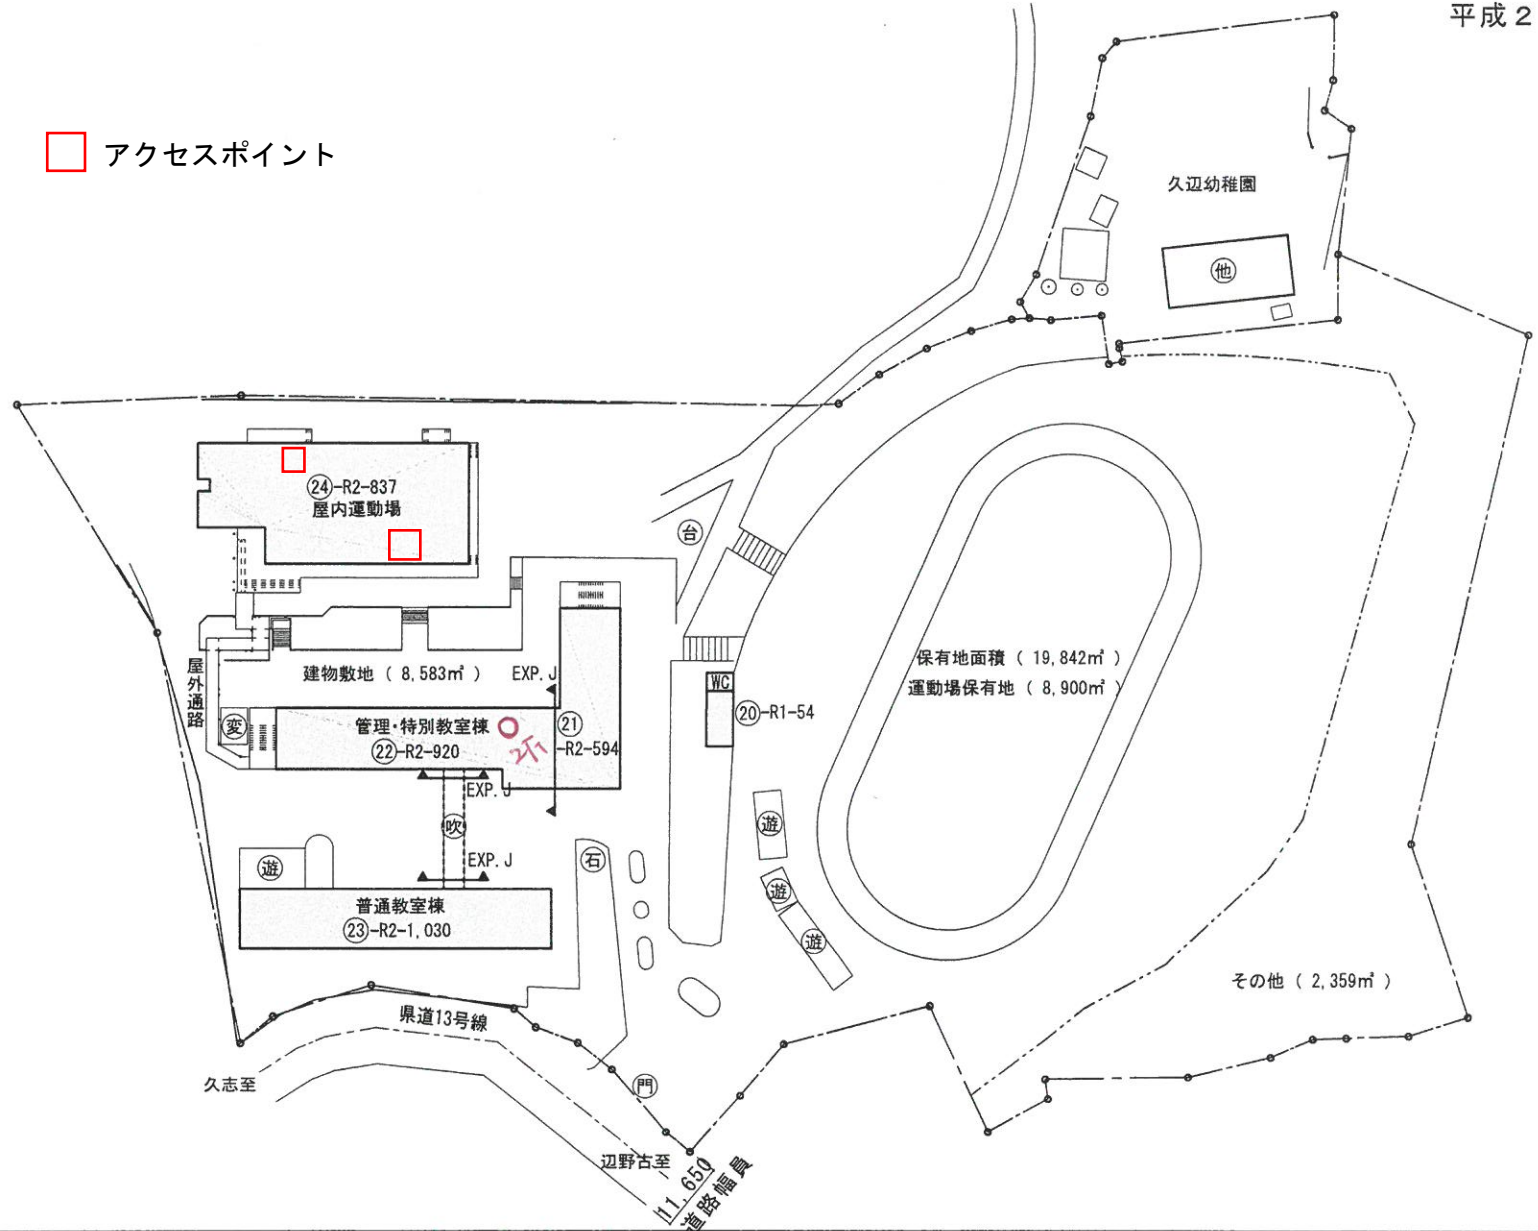 平成２
アクセスポイント
久辺幼稚園
他
24-R2-837
屋内運動場
台
屋外通路
建物敷地 ( 8,583㎡ )
EXP. J
保有地面積 ( 19,842㎡ )
運動場保有地 ( 8,900㎡ )
WC
20-R1-54
変
管理・特別教室棟
22-R2-920
21
-R2-594
EXP. J
吹
遊
EXP. J
石
遊
遊
遊
普通教室棟
23-R2-1,030
その他 ( 2,359㎡ )
県道13号線
久志至
門
辺野古至
11,650
道路幅員